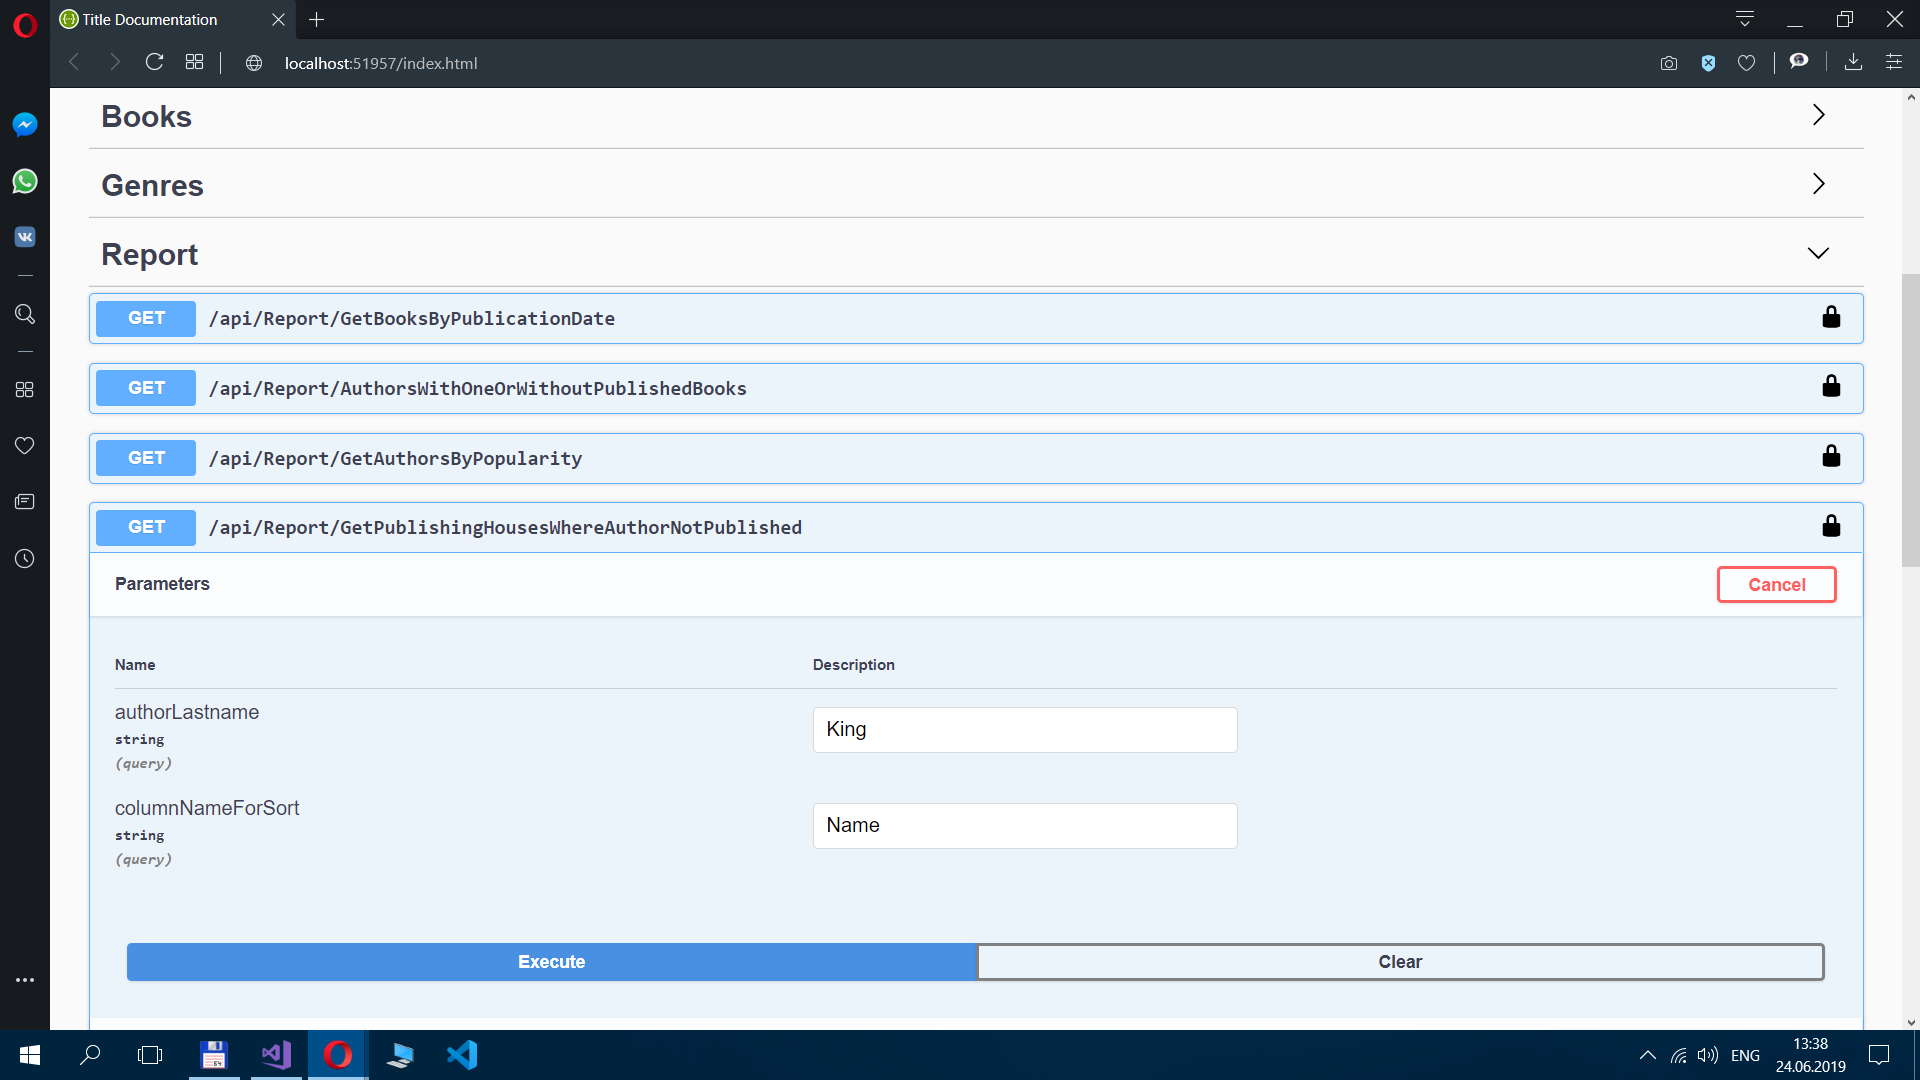 Title Documentation
localhost:51957/index.html
Books
Genres
Report
GET /api/Report/GetBooksByPublicationDate
GET /api/Report/AuthorsWithOneOrWithoutPublishedBooks
GET /api/Report/GetAuthorsByPopularity
GET /api/Report/GetPublishingHousesWhereAuthorNotPublished
Parameters Cancel
Name Description
authorLastname
string
(query)
King
columnNameForSort
string
(query)
Name
Execute Clear
ENG
13:38
24.06.2019